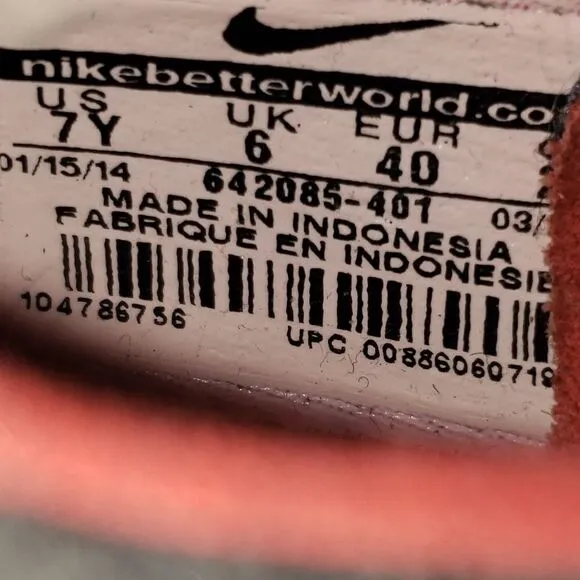 nikebetterworld.co
US UK EUR
7Y 6 40
01/15/14 642085-401 03/
MADE IN INDONESIA
FABRIQUE EN INDONESIE
104786756
UPC 00886060719